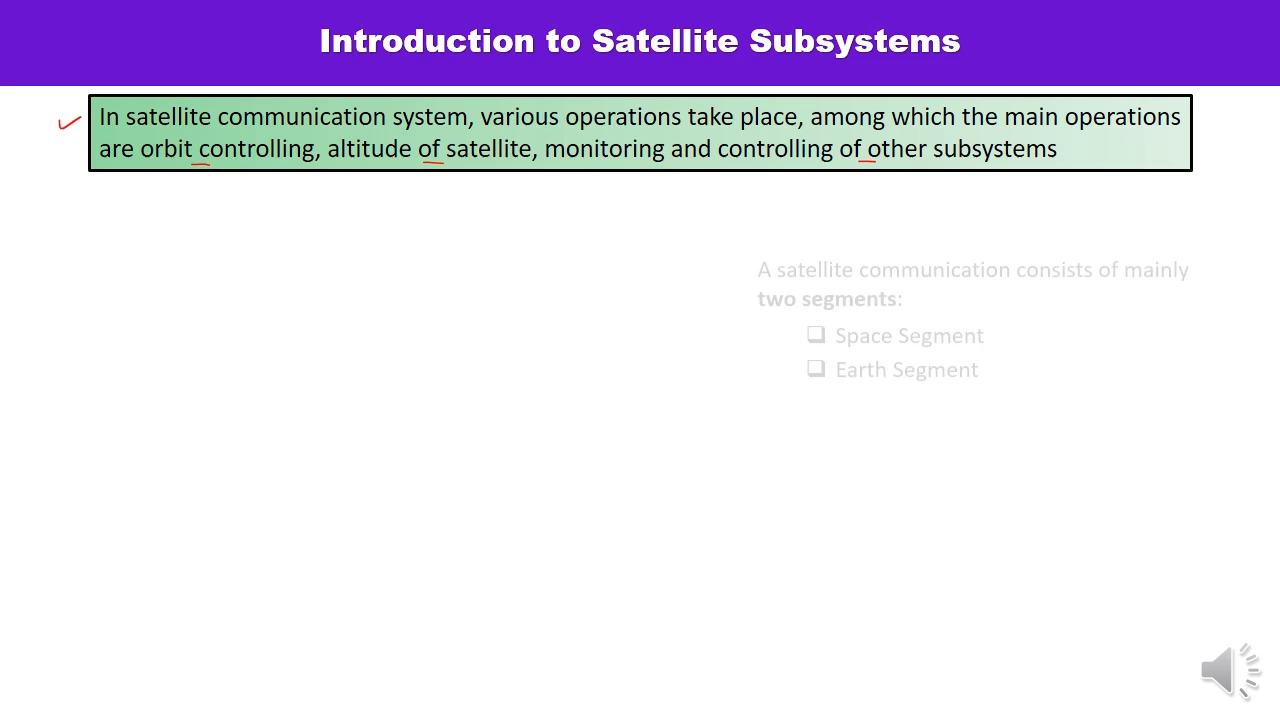 Introduction to Satellite Subsystems
In satellite communication system, various operations take place, among which the main operations
are orbit controlling, altitude of satellite, monitoring and controlling of other subsystems
A satellite communication consists of mainly
two segments:
❑ Space Segment
❑ Earth Segment